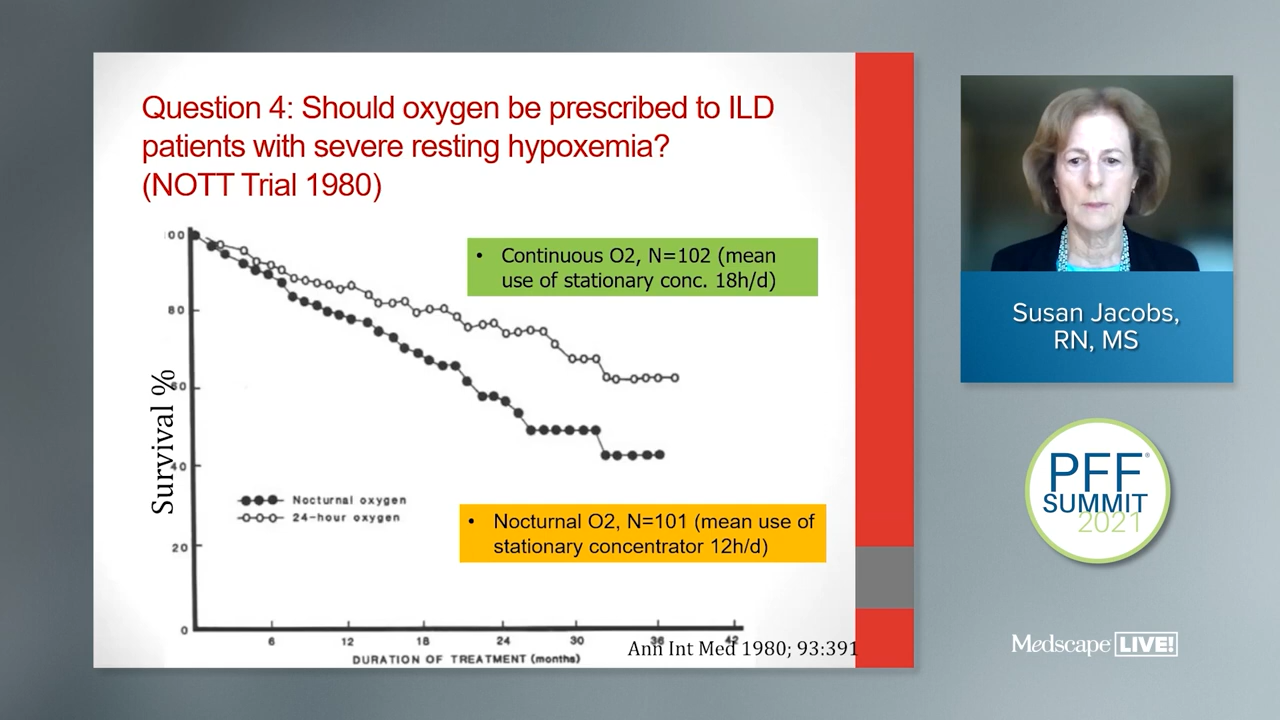 Question 4: Should oxygen be prescribed to ILD
patients with severe resting hypoxemia?
(NOTT Trial 1980)
00
80
60
40
20
0
Survival %
• Continuous O2, N=102 (mean
use of stationary conc. 18h/d)
Nocturnal oxygen
24-hour oxygen
• Nocturnal O2, N=101 (mean use of
stationary concentrator 12h/d)
6 12 18 24 30 36 42
DURATION OF TREATMENT (months)
Ann Int Med 1980; 93:391
Susan Jacobs,
RN, MS
PFF®
SUMMIT
2021
Medscape LIVE!